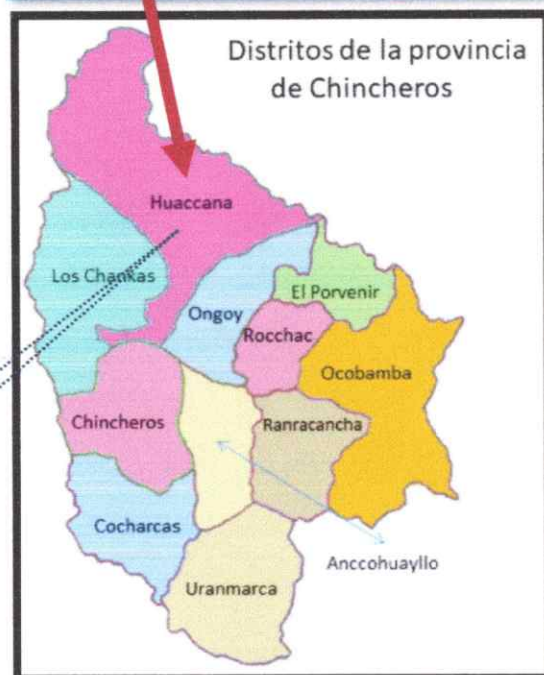 Distritos de la provincia
de Chincheros
Huaccana
Los Chankas
El Porvenir
Ongoy
Rocchac
Ocobamba
Chincheros
Ranracancha
Cocharcas
Anccohuayllo
Uranmarca